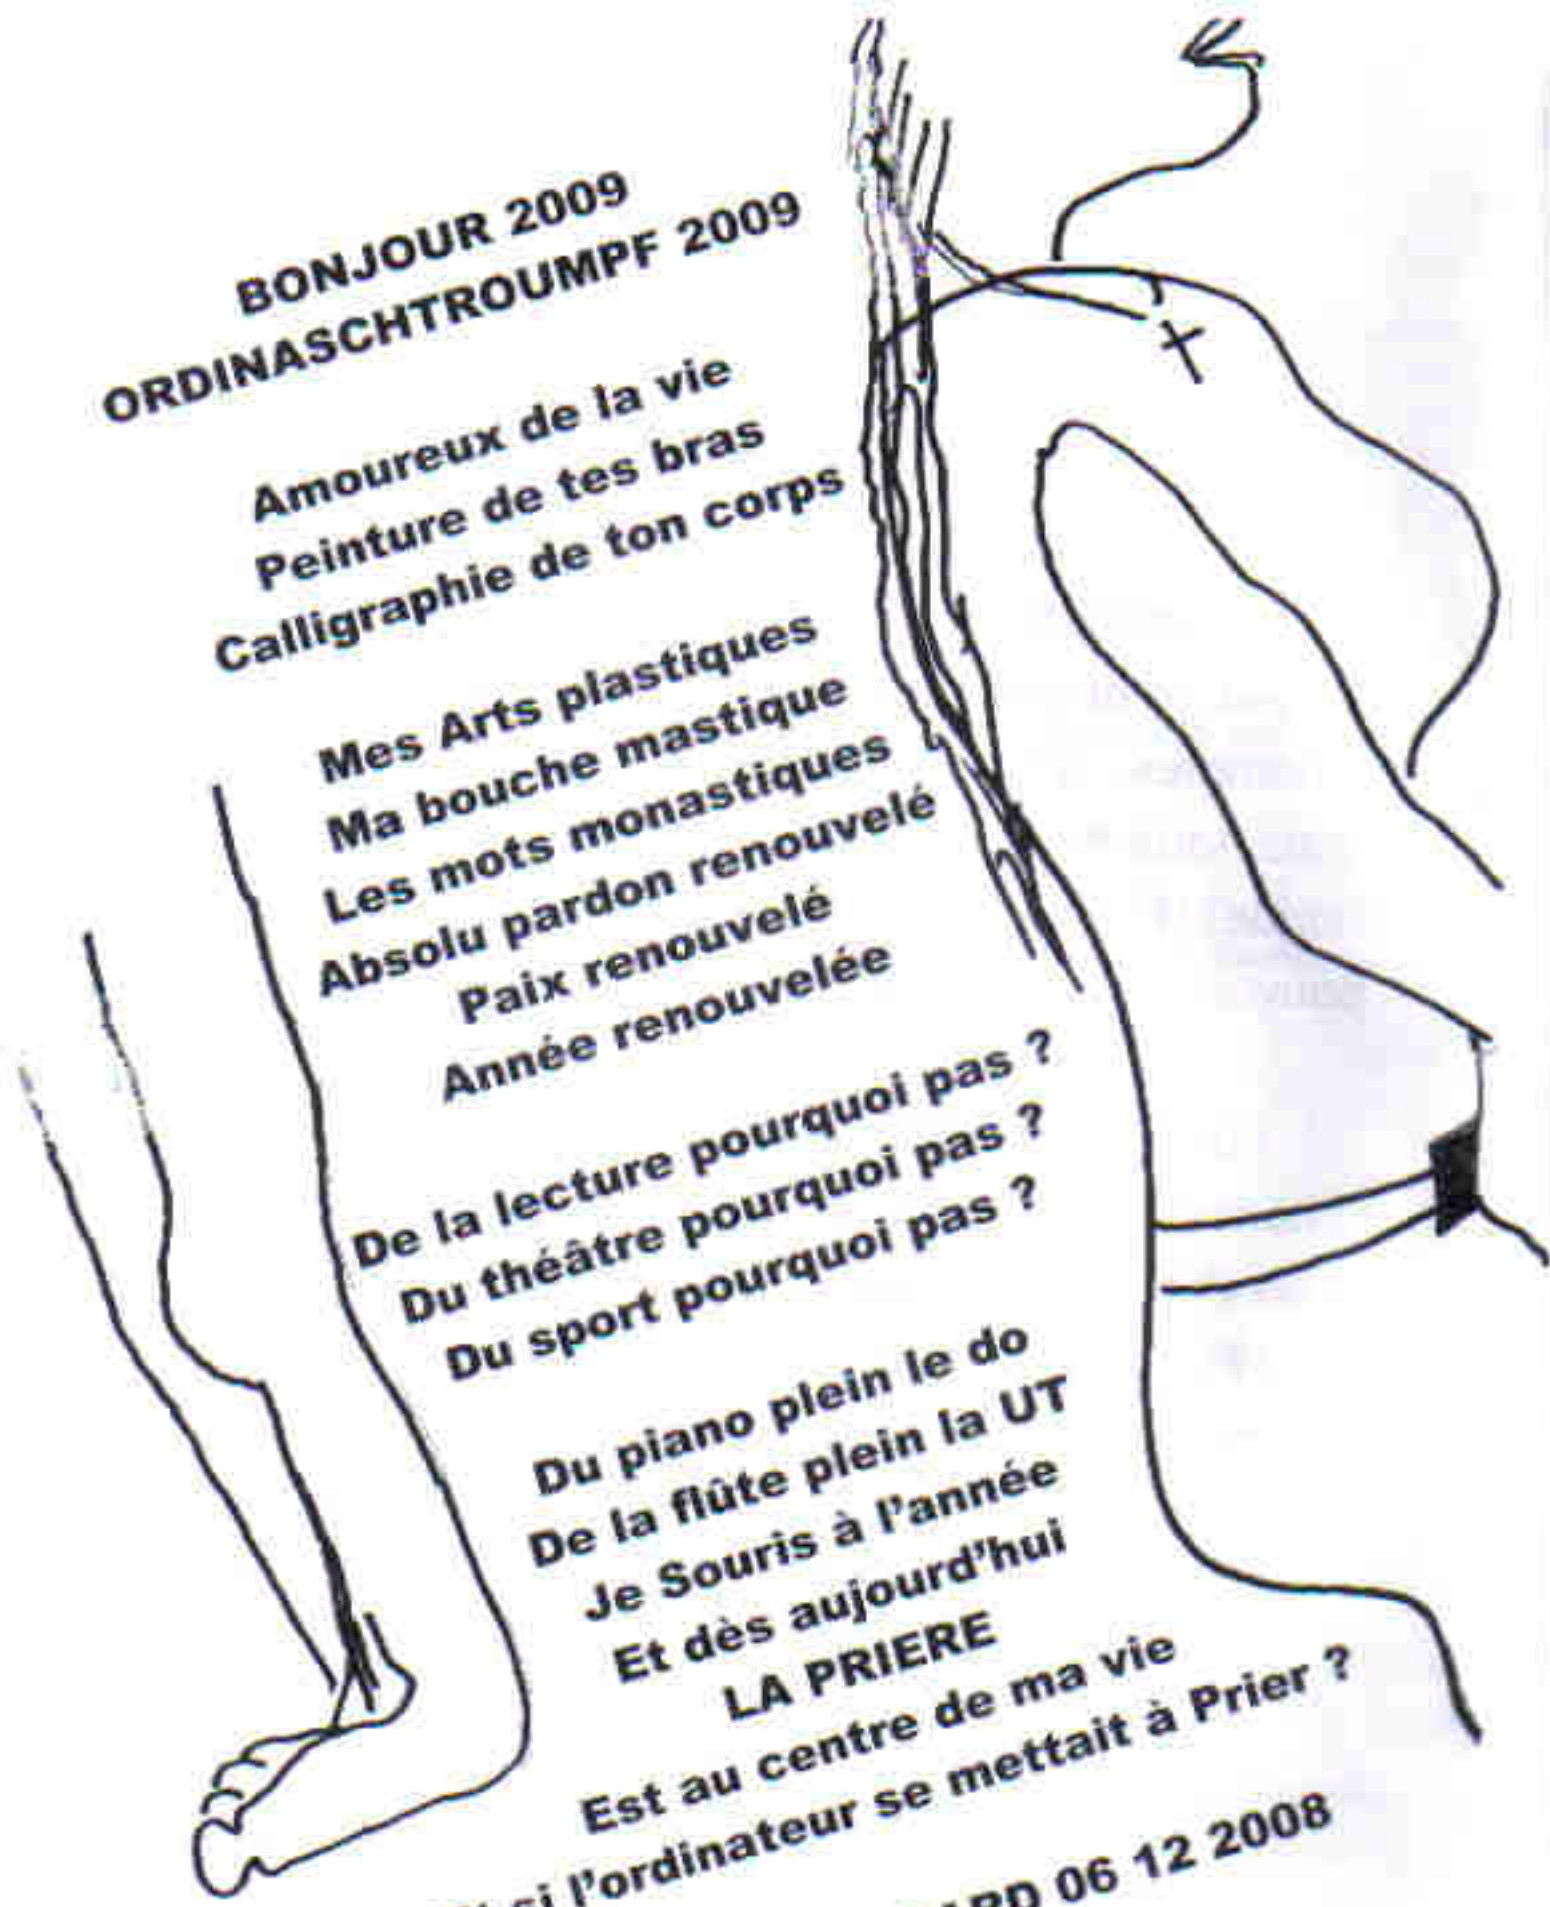 BONJOUR 2009
ORDINASCHTROUMPF 2009
Amoureux de la vie
Peinture de tes bras
Calligraphie de ton corps
Mes Arts plastiques
Ma bouche mastique
Les mots monastiques
Absolu pardon renouvelé
Paix renouvelé
Année renouvelée
De la lecture pourquoi pas ?
Du théâtre pourquoi pas ?
Du sport pourquoi pas ?
Du piano plein le do
De la flûte plein la UT
Je Souris à l'année
Et dès aujourd'hui
LA PRIERE
Est au centre de ma vie
si l'ordinateur se mettait à Prier ?
06 12 2008